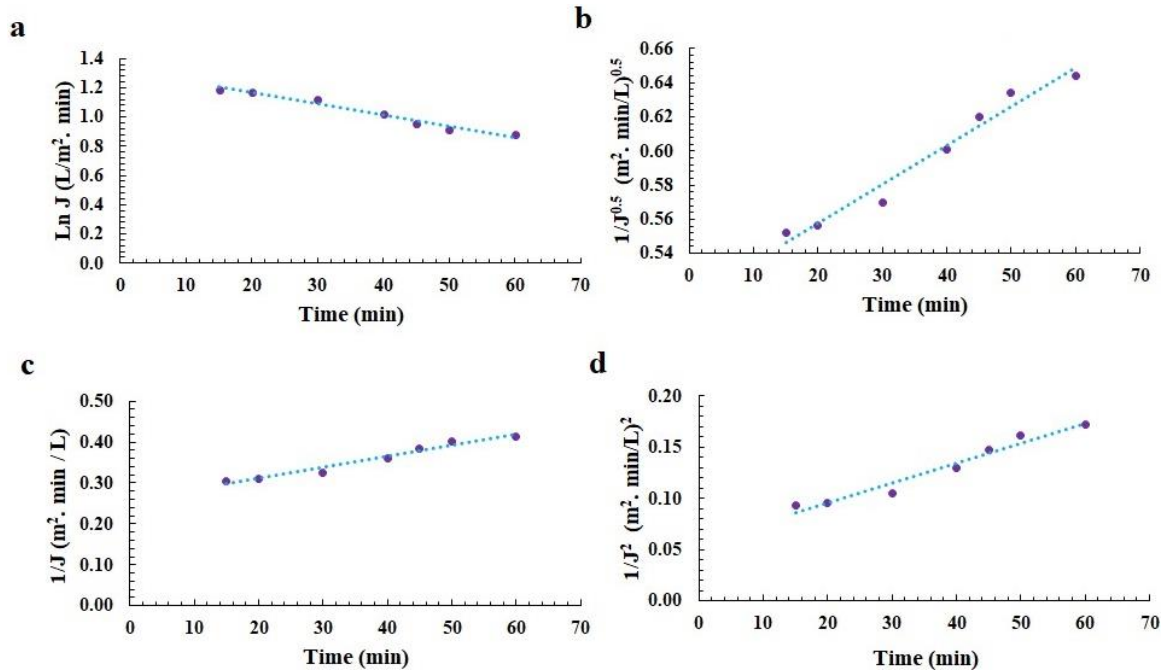 a
Ln J (L/m². min)
1.4
1.2
1.0
0.8
0.6
0.4
0.2
0.0
0 10 20 30 40 50 60 70
Time (min)
b
1/J^0.5 (m². min/L)^0.5
0.66
0.64
0.62
0.60
0.58
0.56
0.54
0 10 20 30 40 50 60 70
Time (min)
c
1/J (m². min / L)
0.50
0.40
0.30
0.20
0.10
0.00
0 10 20 30 40 50 60 70
Time (min)
d
1/J² (m². min/L)²
0.20
0.15
0.10
0.05
0.00
0 10 20 30 40 50 60 70
Time (min)